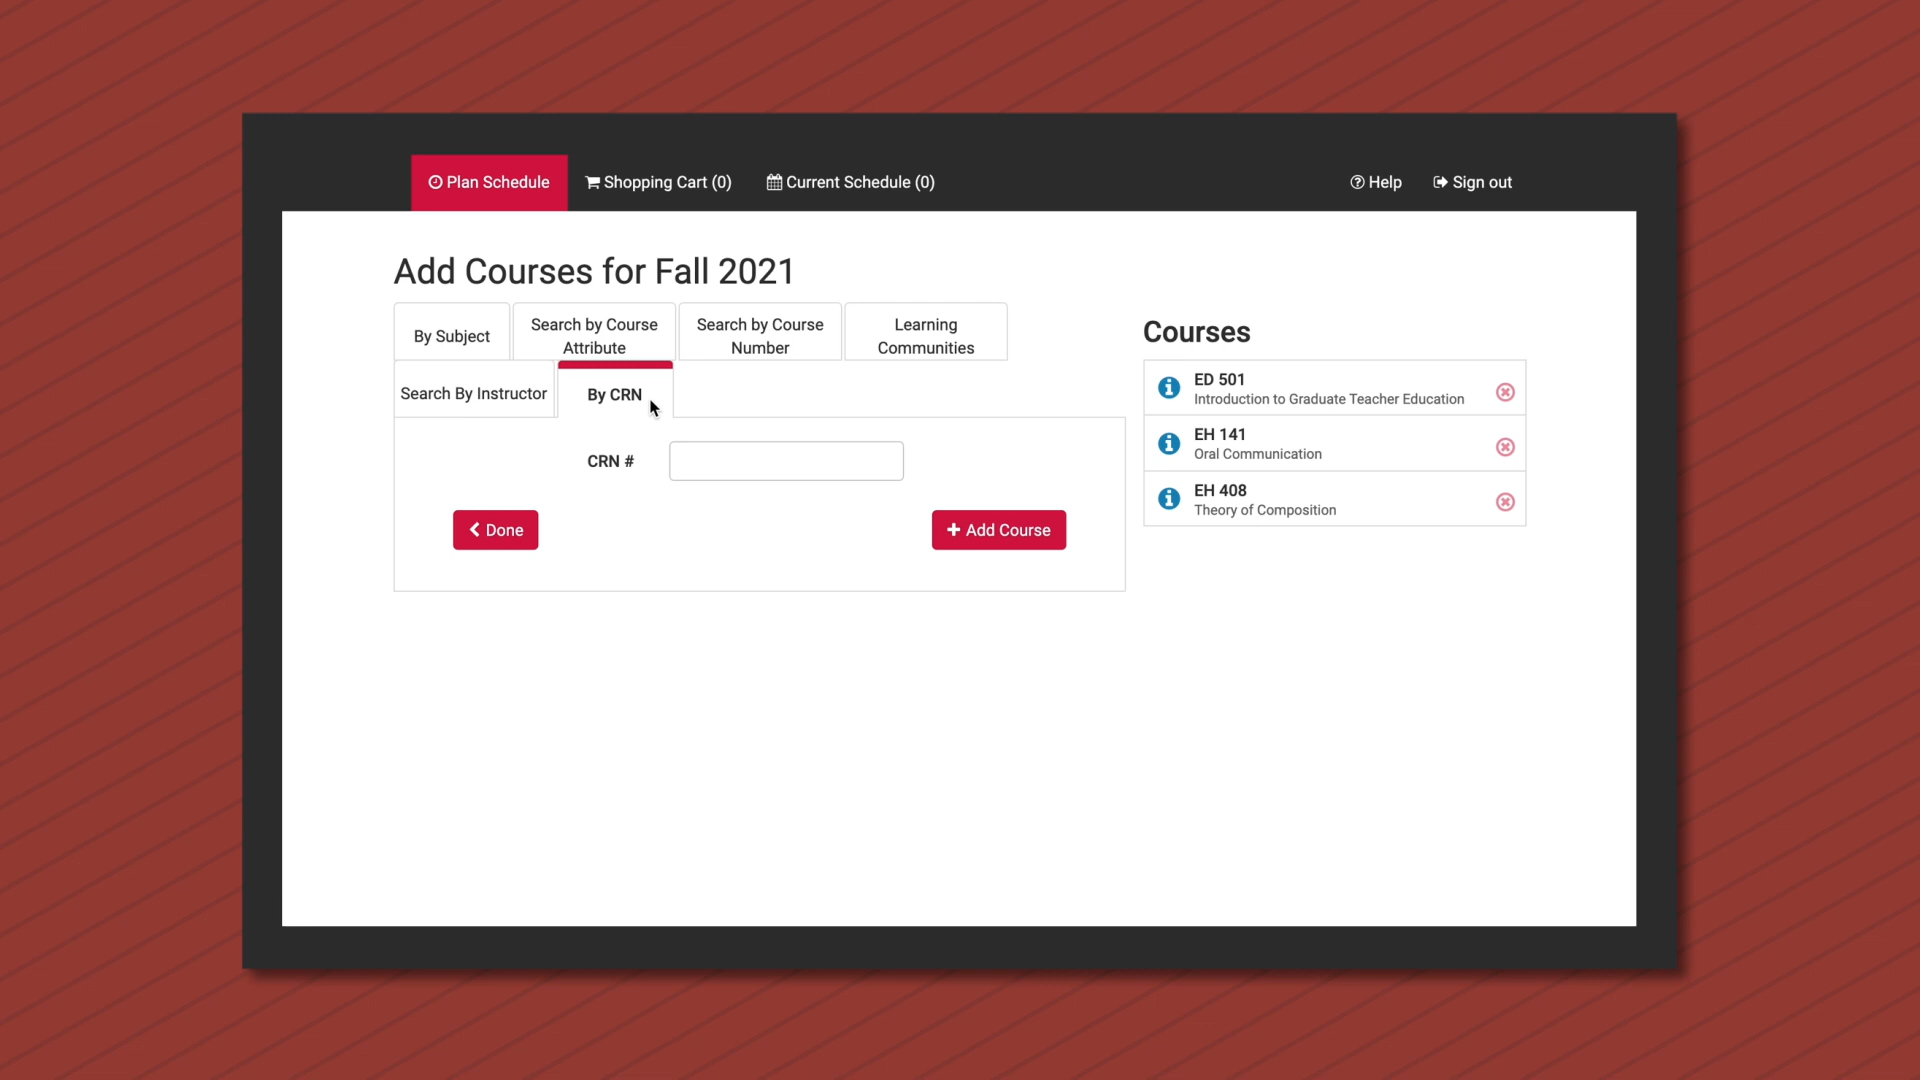 Plan Schedule
Shopping Cart (0)
Current Schedule (0)
Help
Sign out
Add Courses for Fall 2021
By Subject
Search by Course
Attribute
Search by Course
Number
Learning
Communities
Search By Instructor
By CRN
CRN #
Done
Add Course
Courses
ED 501
Introduction to Graduate Teacher Education
EH 141
Oral Communication
EH 408
Theory of Composition